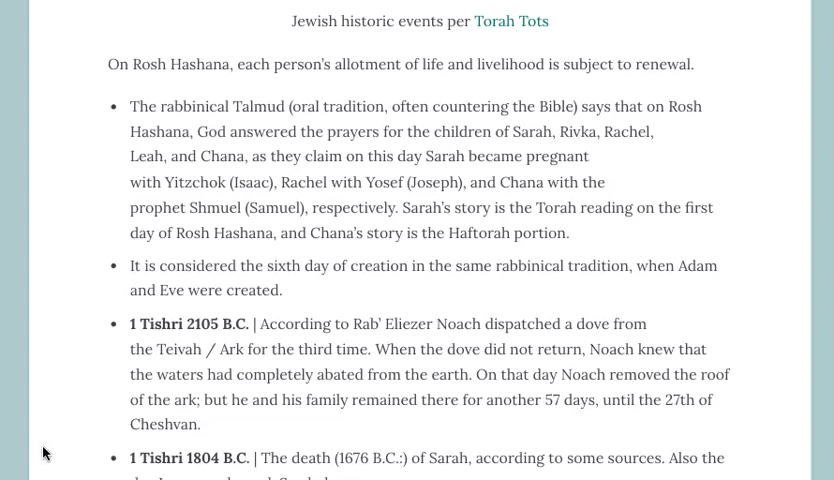 Jewish historic events per Torah Tots
On Rosh Hashana, each person’s allotment of life and livelihood is subject to renewal.
• The rabbinical Talmud (oral tradition, often countering the Bible) says that on Rosh
Hashana, God answered the prayers for the children of Sarah, Rivka, Rachel,
Leah, and Chana, as they claim on this day Sarah became pregnant
with Yitzchok (Isaac), Rachel with Yosef (Joseph), and Chana with the
prophet Shmuel (Samuel), respectively. Sarah’s story is the Torah reading on the first
day of Rosh Hashana, and Chana’s story is the Haftorah portion.
• It is considered the sixth day of creation in the same rabbinical tradition, when Adam
and Eve were created.
• 1 Tishri 2105 B.C. | According to Rab’ Eliezer Noach dispatched a dove from
the Teivah / Ark for the third time. When the dove did not return, Noach knew that
the waters had completely abated from the earth. On that day Noach removed the roof
of the ark; but he and his family remained there for another 57 days, until the 27th of
Cheshvan.
• 1 Tishri 1804 B.C. | The death (1676 B.C.:) of Sarah, according to some sources. Also the